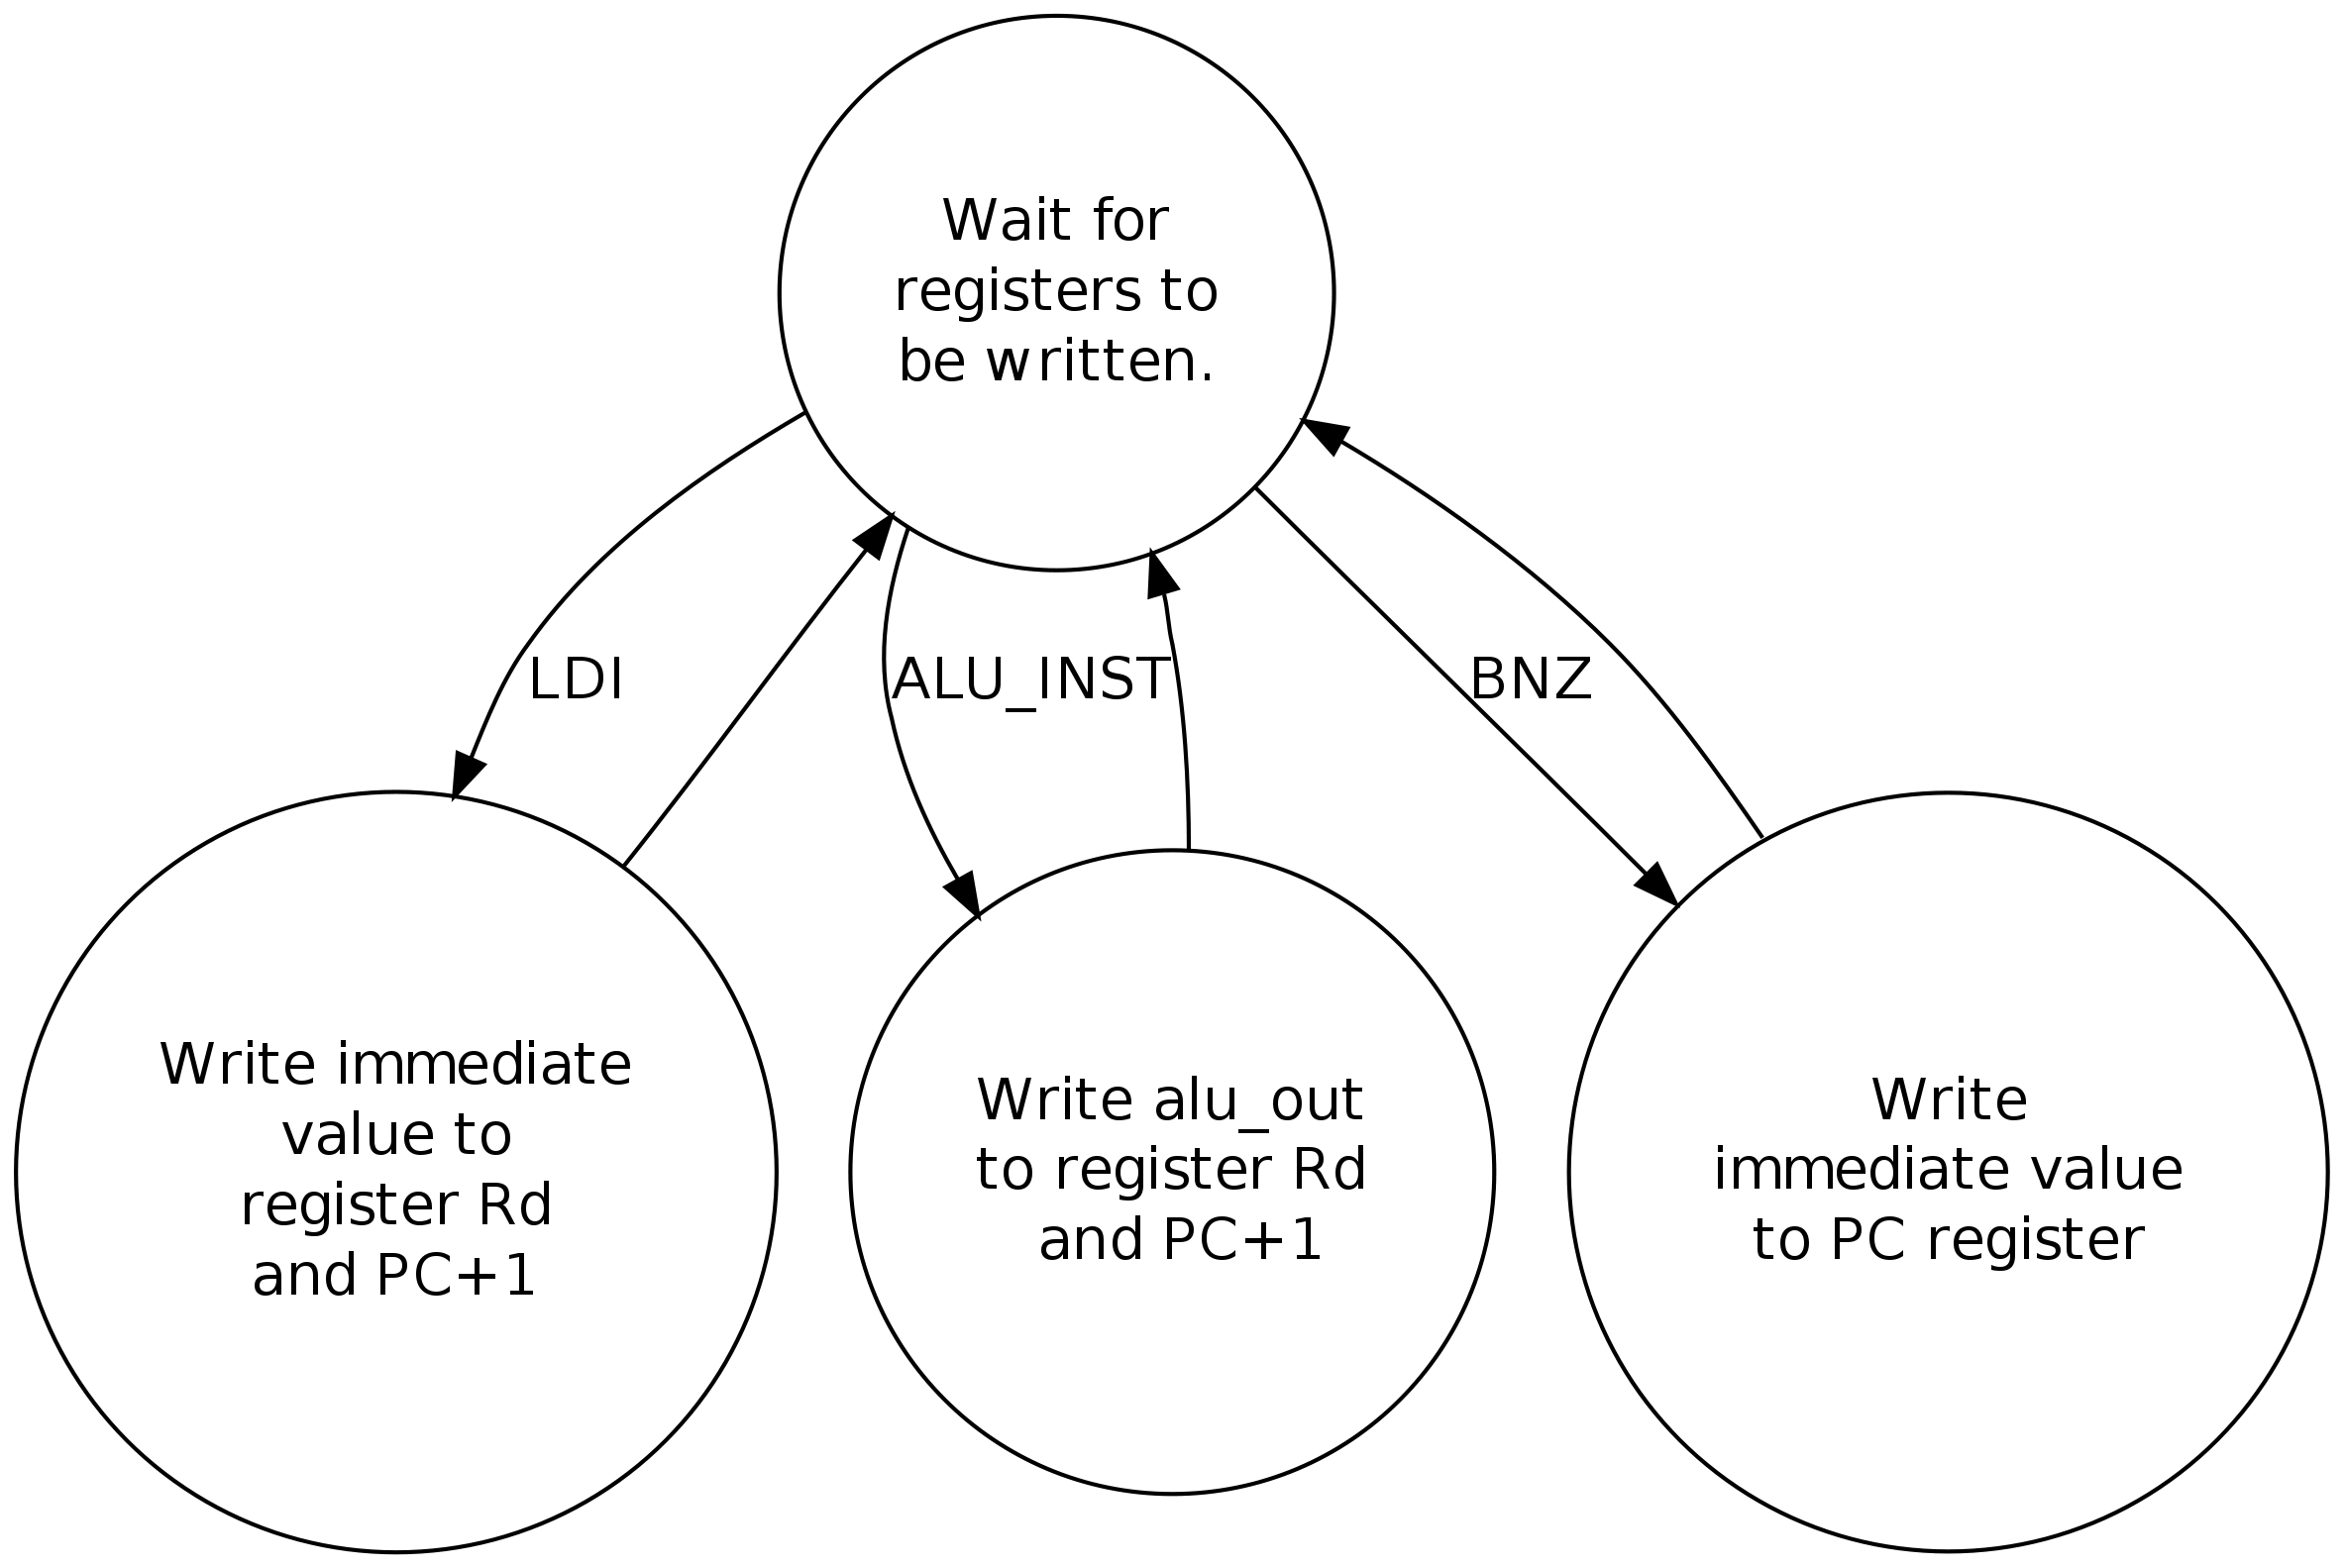 Wait for
registers to
be written.
LDI
ALU_INST
BNZ
Write immediate
value to
register Rd
and PC+1
Write alu_out
to register Rd
and PC+1
Write
immediate value
to PC register